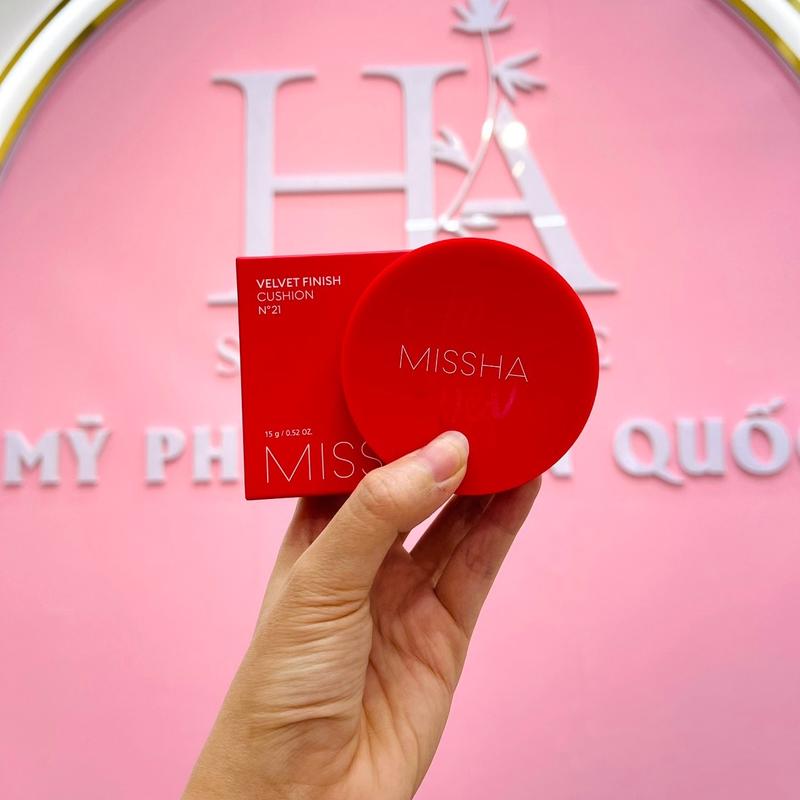 HA
VELVET FINISH
CUSHION
N°21
MISSHA
15 g / 0.52 OZ.
MISS
MỸ PH
QUỐ